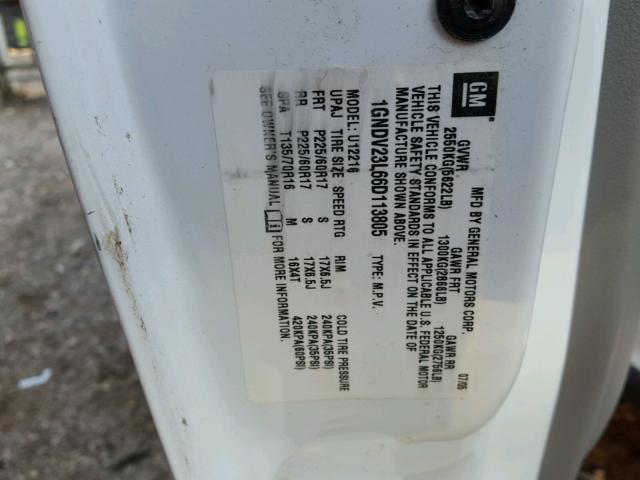 GM
MFD BY GENERAL MOTORS CORP. 07/05
GVWR GAWR FRT GAWR RR
2550KG(5622LB) 1300KG(2866LB) 1250KG(2756LB)
THIS VEHICLE CONFORMS TO ALL APPLICABLE U.S. FEDERAL MOTOR
VEHICLE SAFETY STANDARDS IN EFFECT ON THE DATE OF
MANUFACTURE SHOWN ABOVE.
1GNDV23L66D113805 TYPE: M.P.V.
MODEL: U12216 COLD TIRE PRESSURE
UPAJ TIRE SIZE SPEED RTG RIM
FRT P225/60R17 S 17X6.5J 240KPA(35PSI)
RR P225/60R17 S 17X6.5J 240KPA(35PSI)
SPA T135/70R16 M 16X4T 420KPA(60PSI)
SEE OWNER'S MANUAL FOR MORE INFORMATION.